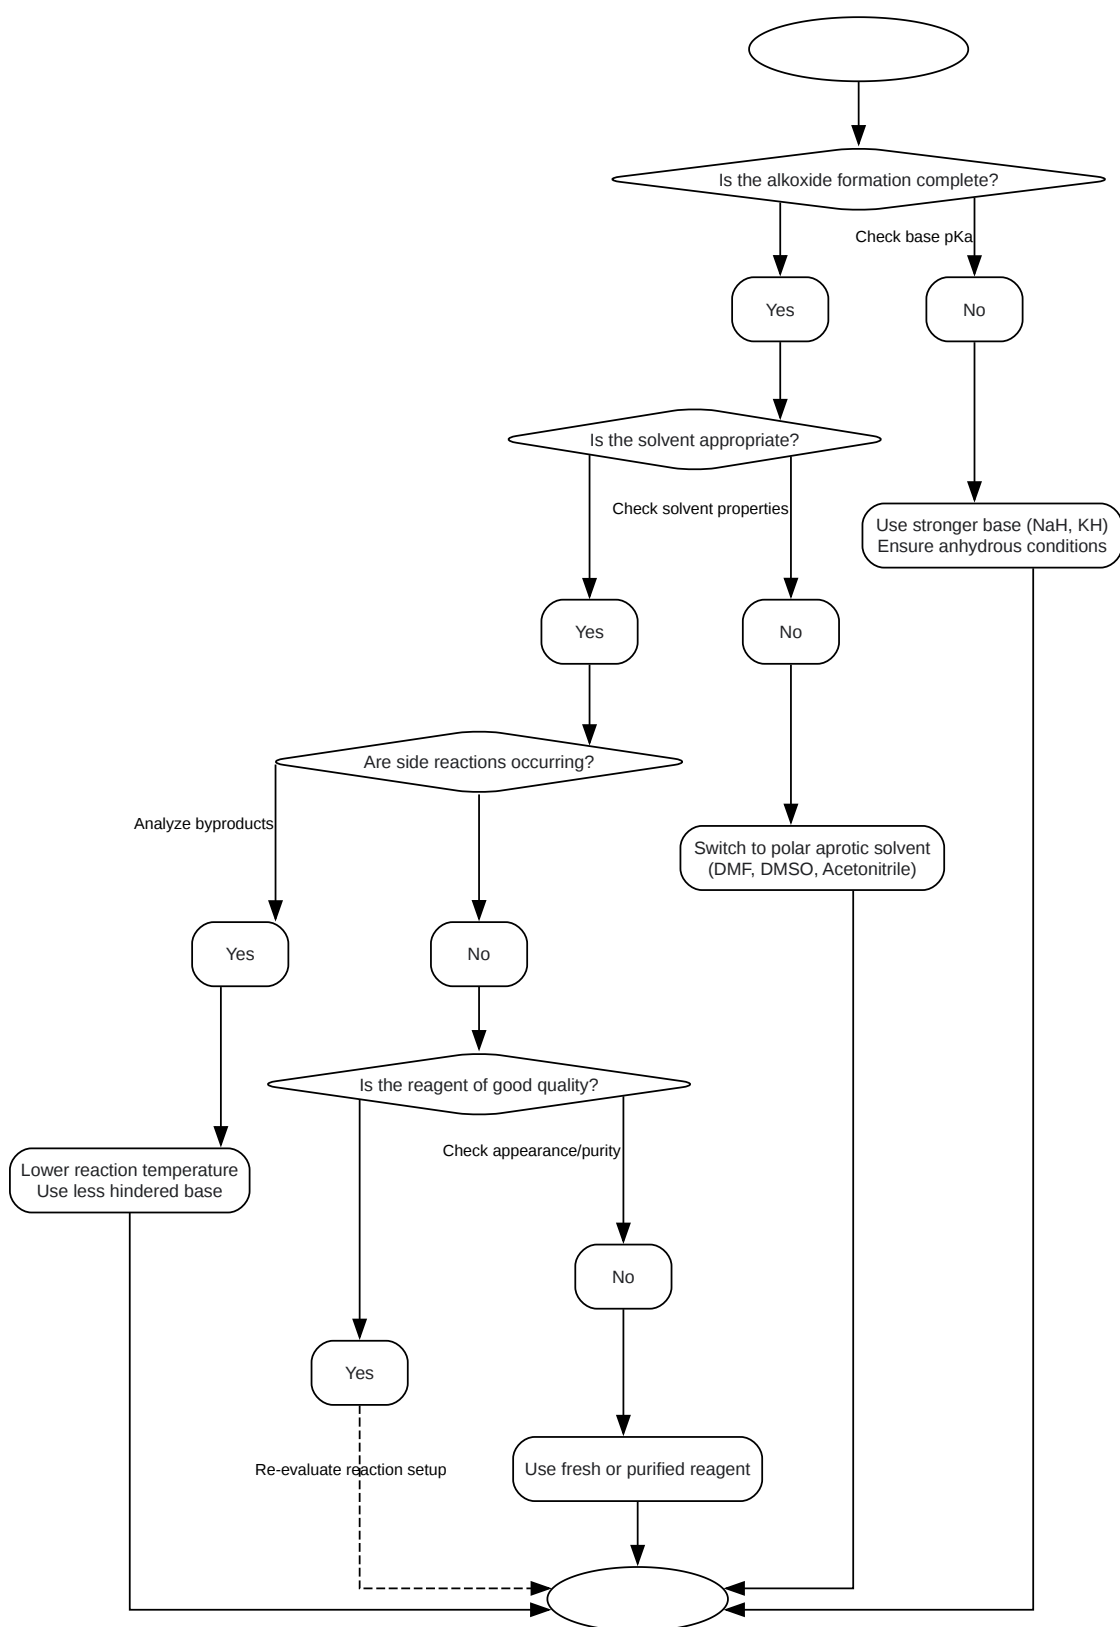 Is the alkoxide formation complete?
Check base pKa
Yes
No
Is the solvent appropriate?
Check solvent properties
Use stronger base (NaH, KH)
Ensure anhydrous conditions
Yes
No
Are side reactions occurring?
Analyze byproducts
Switch to polar aprotic solvent
(DMF, DMSO, Acetonitrile)
Yes
No
Is the reagent of good quality?
Check appearance/purity
Lower reaction temperature
Use less hindered base
No
Yes
Re-evaluate reaction setup
Use fresh or purified reagent